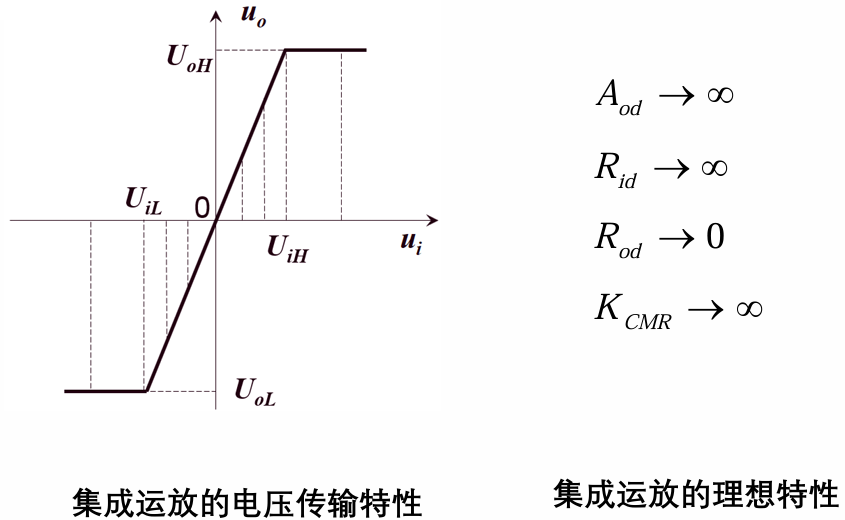 u_o
U_oH
U_iL
0
U_iH
u_i
U_oL
A_od → ∞
R_id → ∞
R_od → 0
K_CMR → ∞
集成运放的电压传输特性
集成运放的理想特性